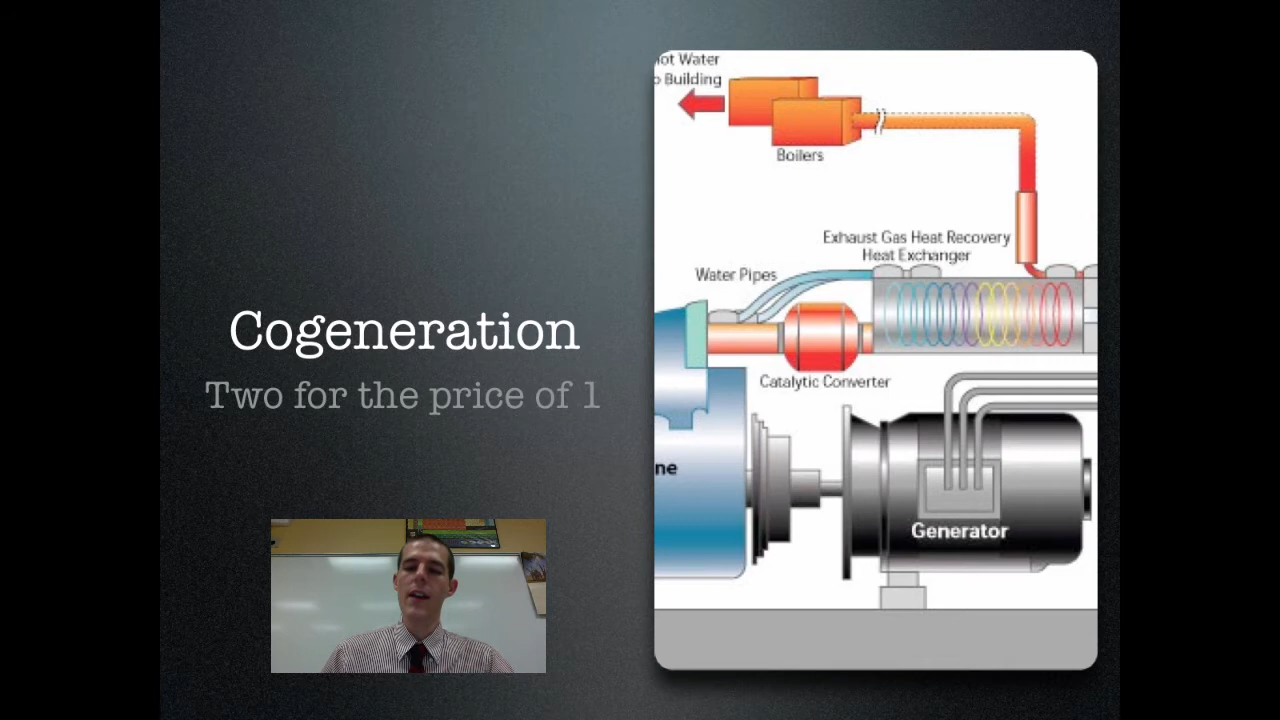 Cogeneration
Two for the price of 1
ot Water
o Building
Boilers
Exhaust Gas Heat Recovery
Heat Exchanger
Water Pipes
Catalytic Converter
ne
Generator